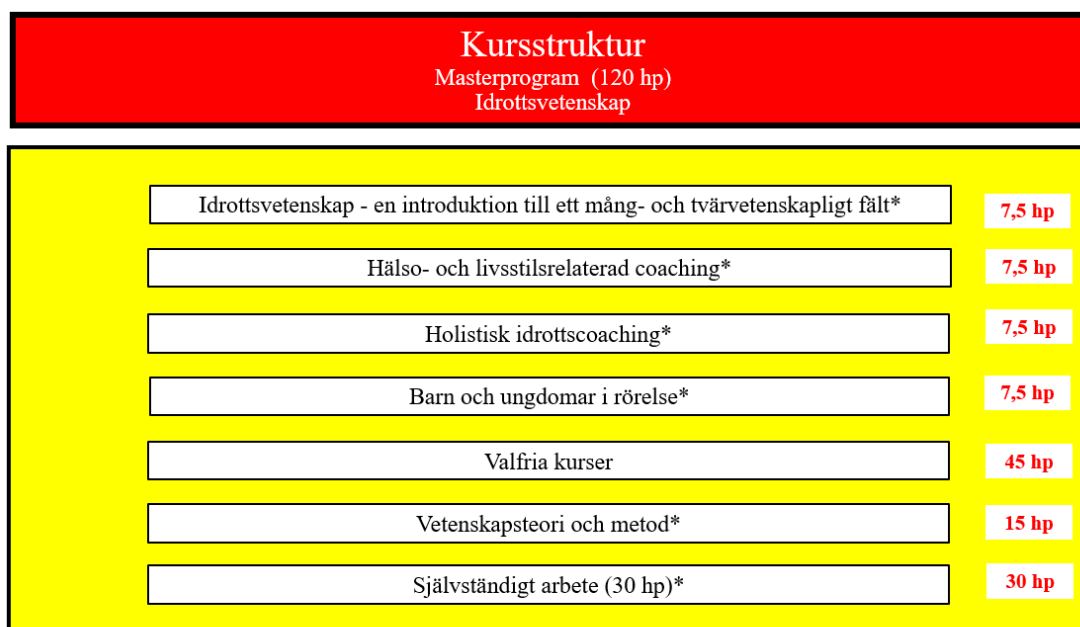 Kursstruktur
Masterprogram (120 hp)
Idrottsvetenskap
Idrottsvetenskap - en introduktion till ett mång- och tvärvetenskapligt fält*
7,5 hp
Hälso- och livsstilsrelaterad coaching*
7,5 hp
Holistisk idrottscoaching*
7,5 hp
Barn och ungdomar i rörelse*
7,5 hp
Valfria kurser
45 hp
Vetenskapsteori och metod*
15 hp
Självständigt arbete (30 hp)*
30 hp